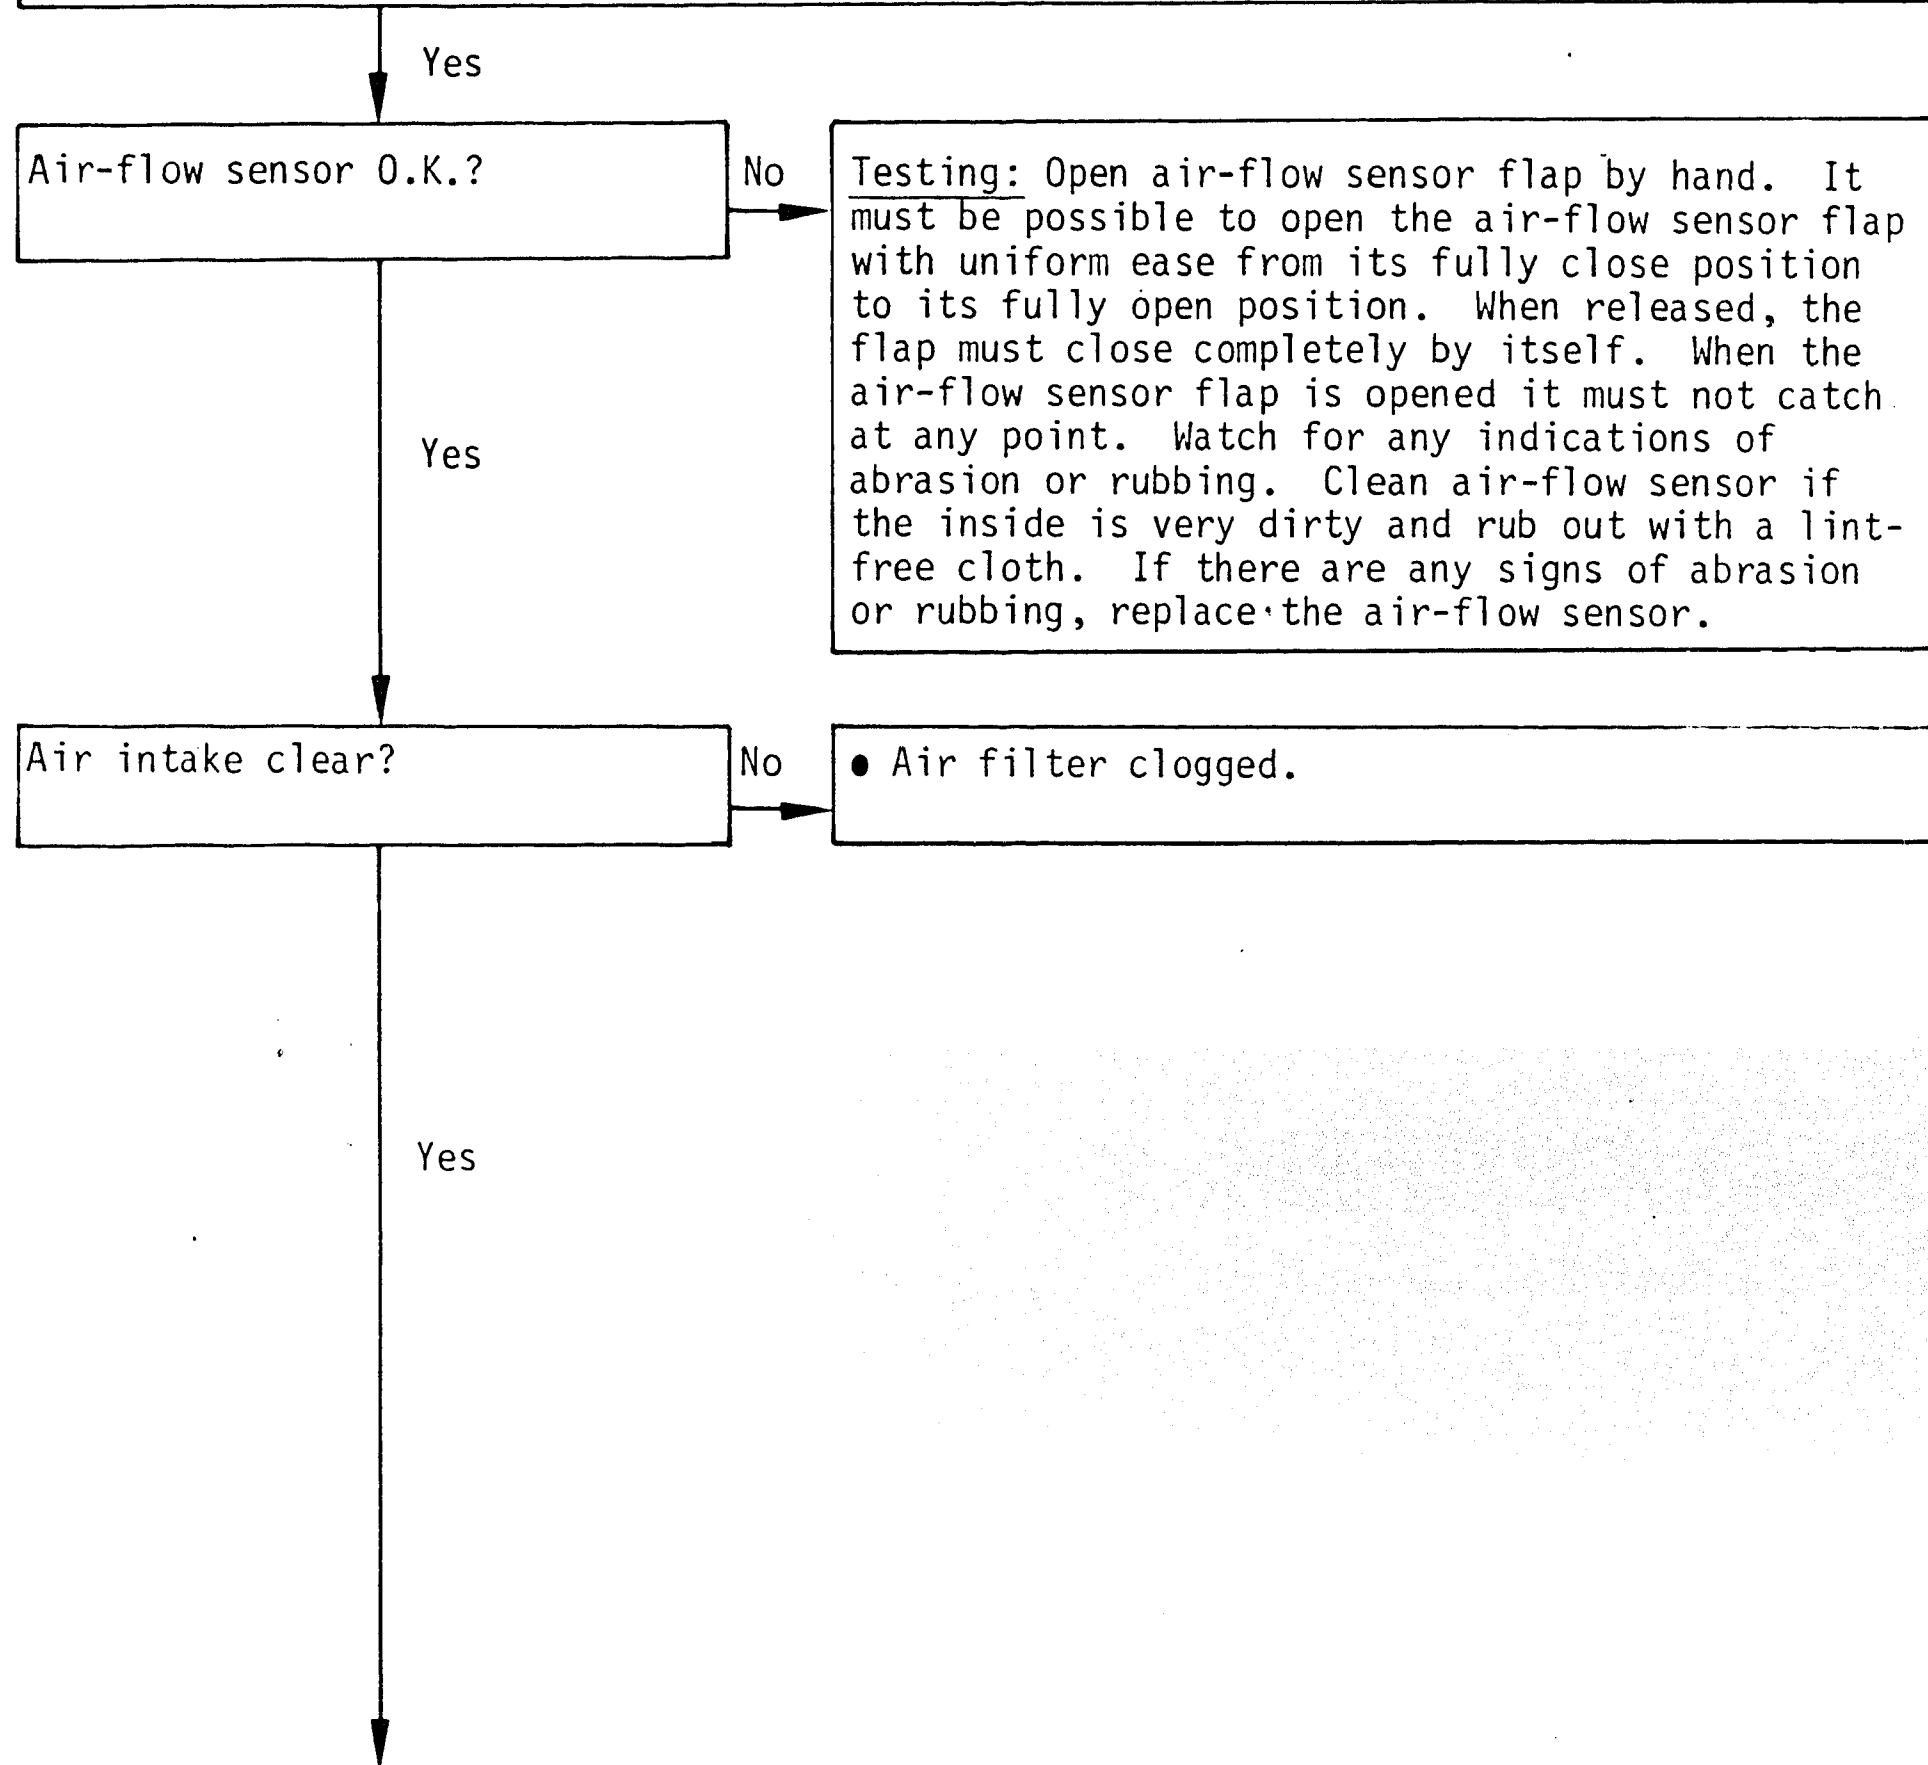 Yes
Air-flow sensor O.K.?
No
Testing: Open air-flow sensor flap by hand. It
must be possible to open the air-flow sensor flap
with uniform ease from its fully close position
to its fully open position. When released, the
flap must close completely by itself. When the
air-flow sensor flap is opened it must not catch
at any point. Watch for any indications of
abrasion or rubbing. Clean air-flow sensor if
the inside is very dirty and rub out with a lint-
free cloth. If there are any signs of abrasion
or rubbing, replace the air-flow sensor.
Yes
Air intake clear?
No
● Air filter clogged.
Yes